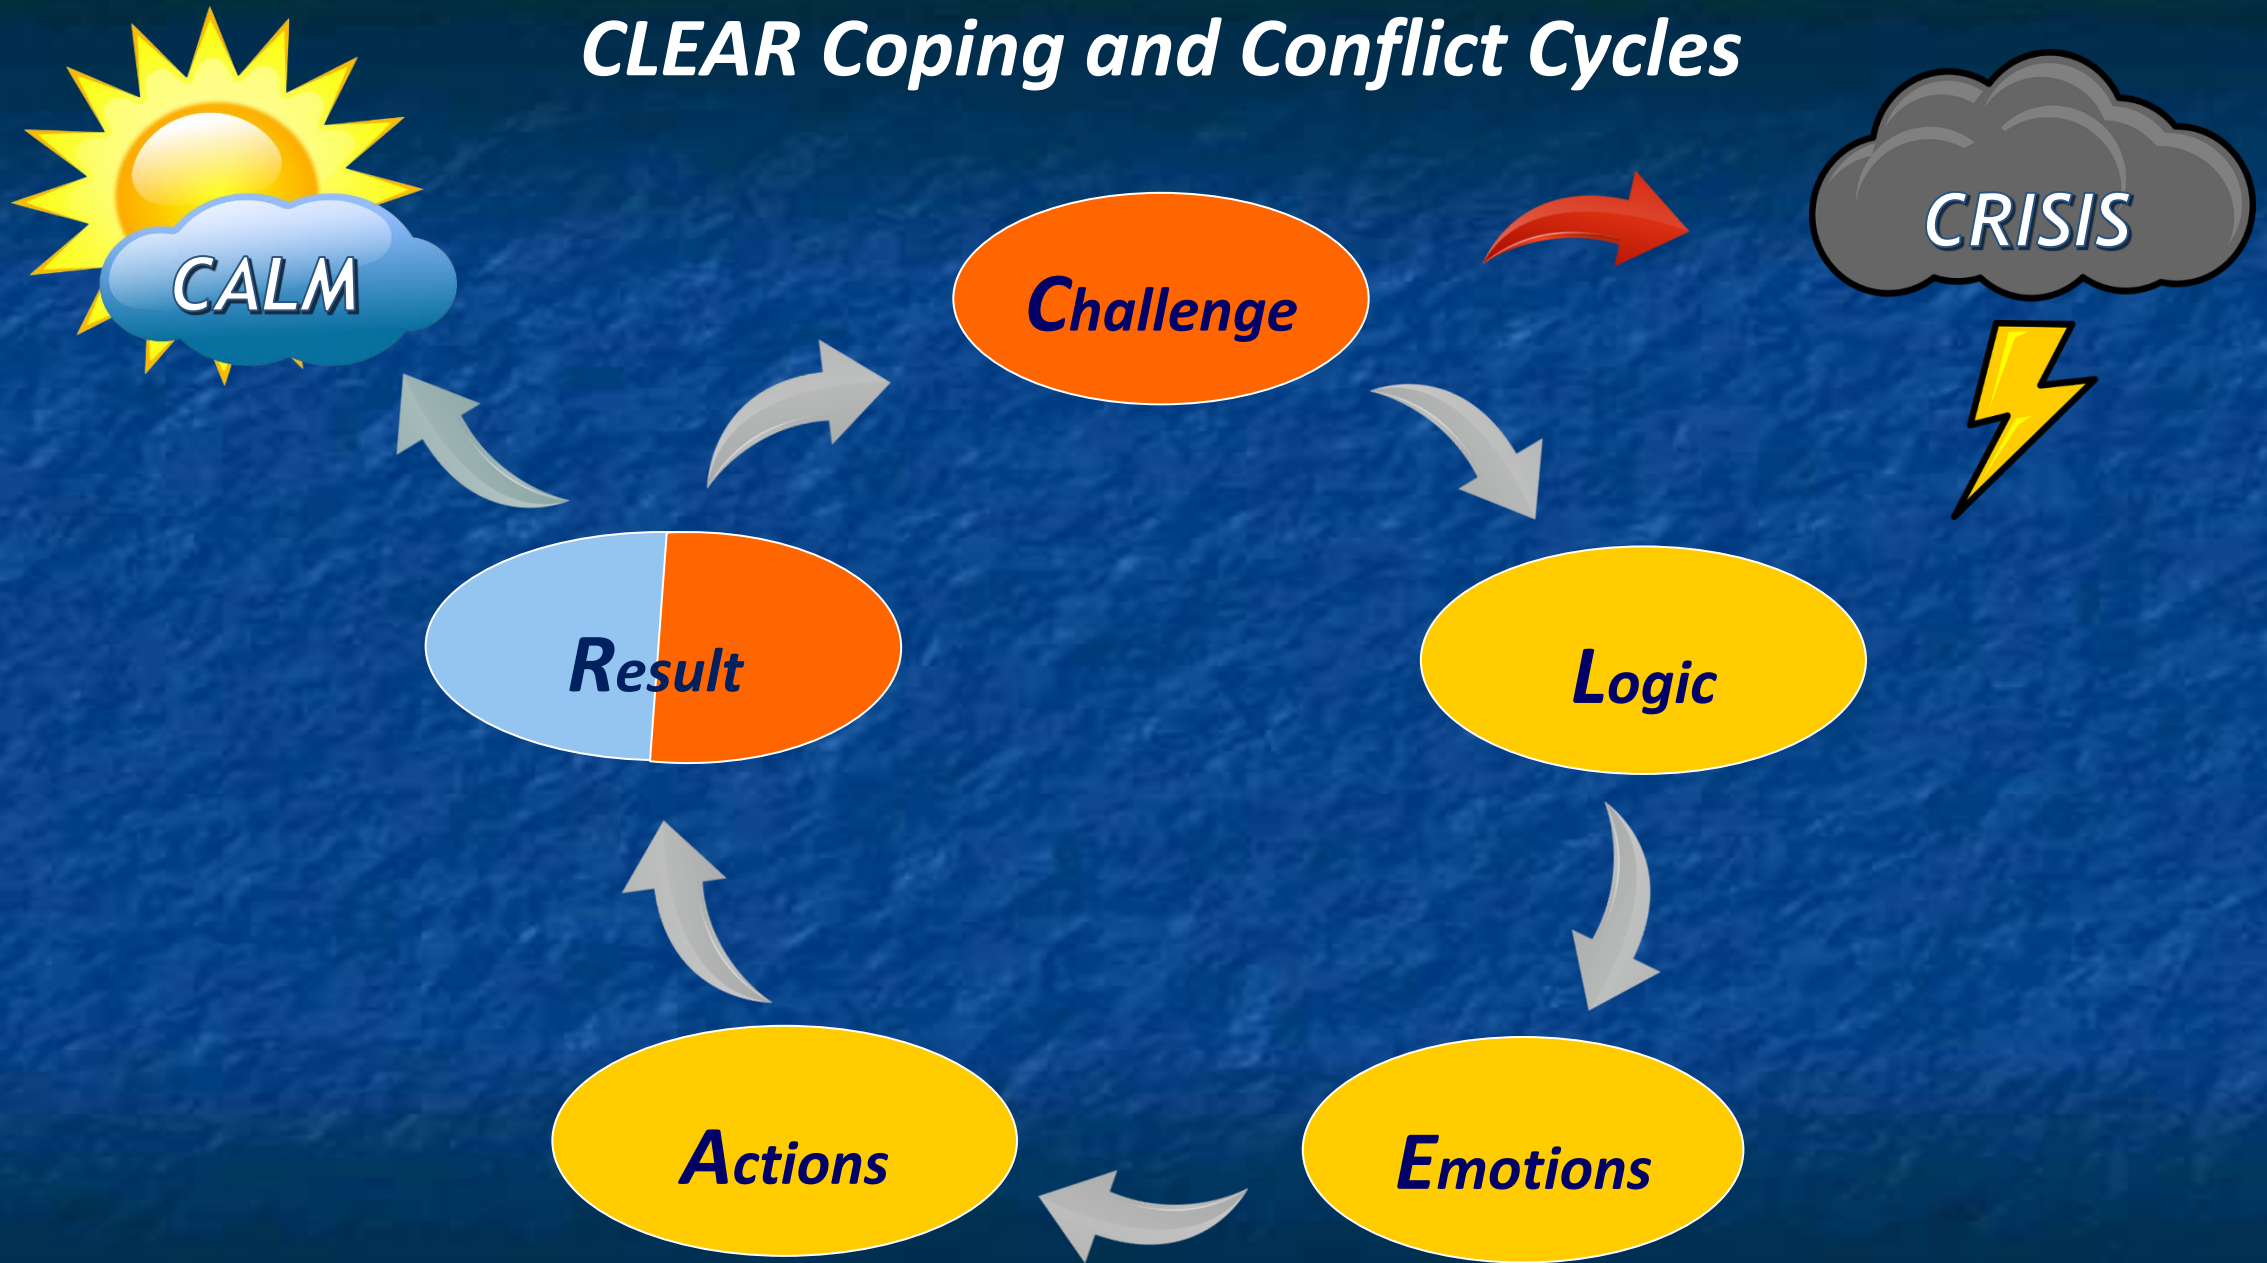 CLEAR Coping and Conflict Cycles
CALM
CRISIS
Challenge
Result
Logic
Actions
Emotions